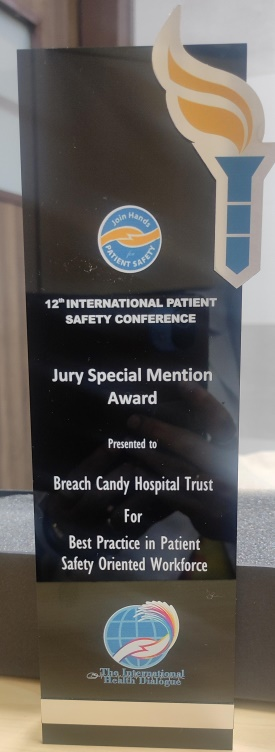 Join Hands
for
PATIENT SAFETY
12th INTERNATIONAL PATIENT
SAFETY CONFERENCE
Jury Special Mention
Award
Presented to
Breach Candy Hospital Trust
For
Best Practice in Patient
Safety Oriented Workforce
The International
Health Dialogue